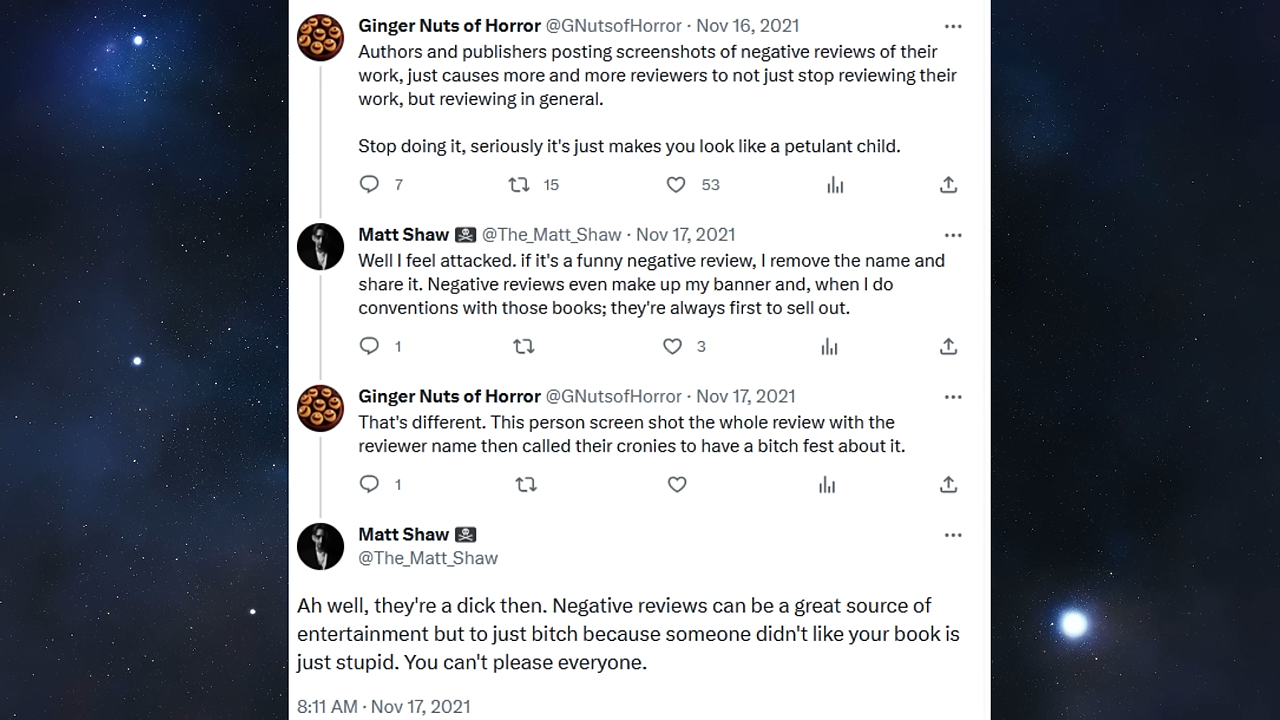 Ginger Nuts of Horror @GNutsofHorror · Nov 16, 2021
Authors and publishers posting screenshots of negative reviews of their
work, just causes more and more reviewers to not just stop reviewing their
work, but reviewing in general.
Stop doing it, seriously it's just makes you look like a petulant child.
7 15 53
Matt Shaw @The_Matt_Shaw · Nov 17, 2021
Well I feel attacked. if it's a funny negative review, I remove the name and
share it. Negative reviews even make up my banner and, when I do
conventions with those books; they're always first to sell out.
1 3
Ginger Nuts of Horror @GNutsofHorror · Nov 17, 2021
That's different. This person screen shot the whole review with the
reviewer name then called their cronies to have a bitch fest about it.
1
Matt Shaw
@The_Matt_Shaw
Ah well, they're a dick then. Negative reviews can be a great source of
entertainment but to just bitch because someone didn't like your book is
just stupid. You can't please everyone.
8:11 AM · Nov 17, 2021